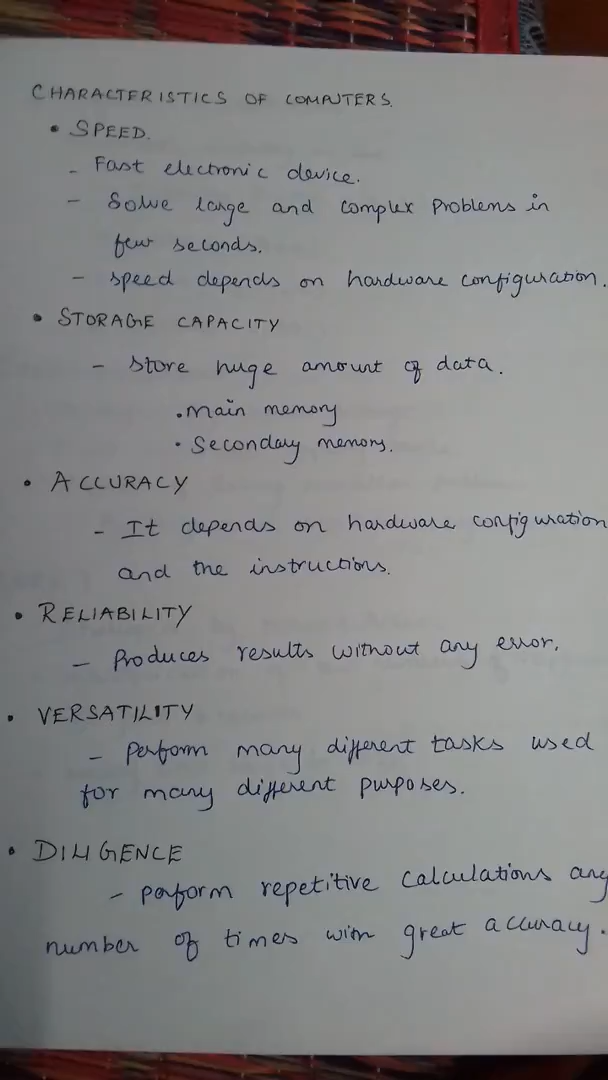 CHARACTERISTICS OF COMPUTERS.
• SPEED.
- Fast electronic device.
- Solve large and complex problems in
few seconds.
- speed depends on hardware configuration.
• STORAGE CAPACITY
- Store huge amount of data.
• main memory
• Secondary memory.
• ACCURACY
- It depends on hardware configuration
and the instructions.
• RELIABILITY
- Produces results without any error.
• VERSATILITY
- Perform many different tasks used
for many different purposes.
• DILIGENCE
- perform repetitive calculations any
number of times with great accuracy.